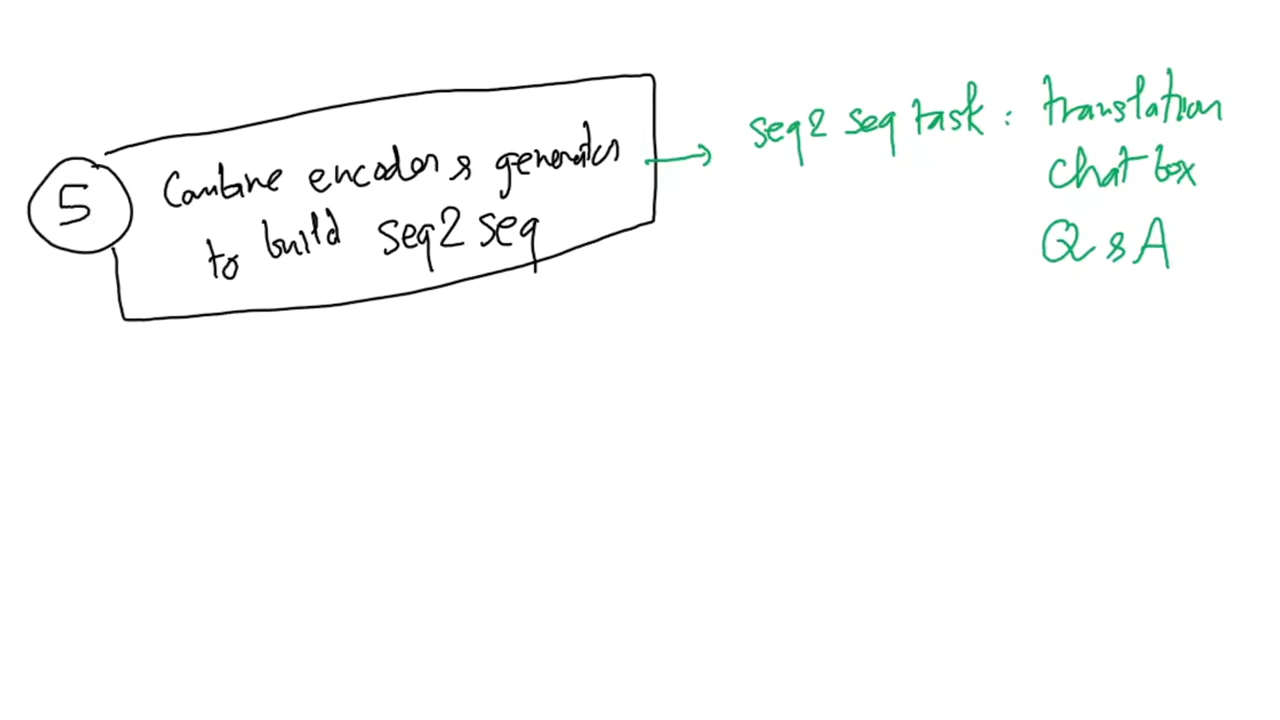 5
Combine encoder & generator
to build seq2seq
seq2seq task : translation
chat box
Q & A